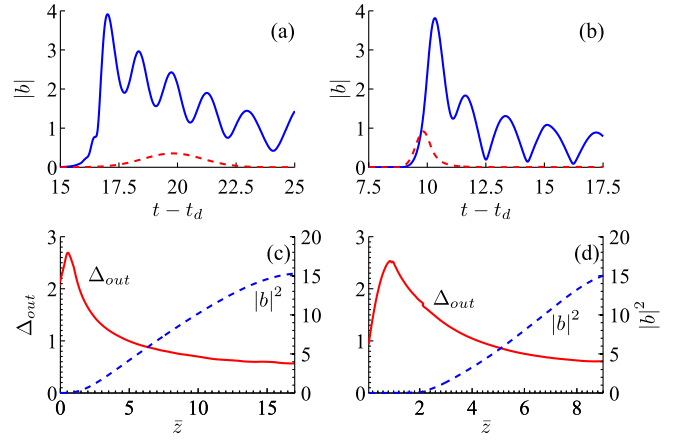 4 (a) 4 (b)
3 3
|b| 2 |b| 2
1 1
0 0
15 17.5 20 22.5 25 7.5 10 12.5 15 17.5
t − t_d t − t_d
3 (c) 20 3 (d) 20
Δ_out |b|^2 15 Δ_out 15
2 2
Δ_out 10 |b|^2 10 |b|^2
1 5 1 5
0 0 0 0
0 5 10 15 2 4 6 8
z̄ z̄